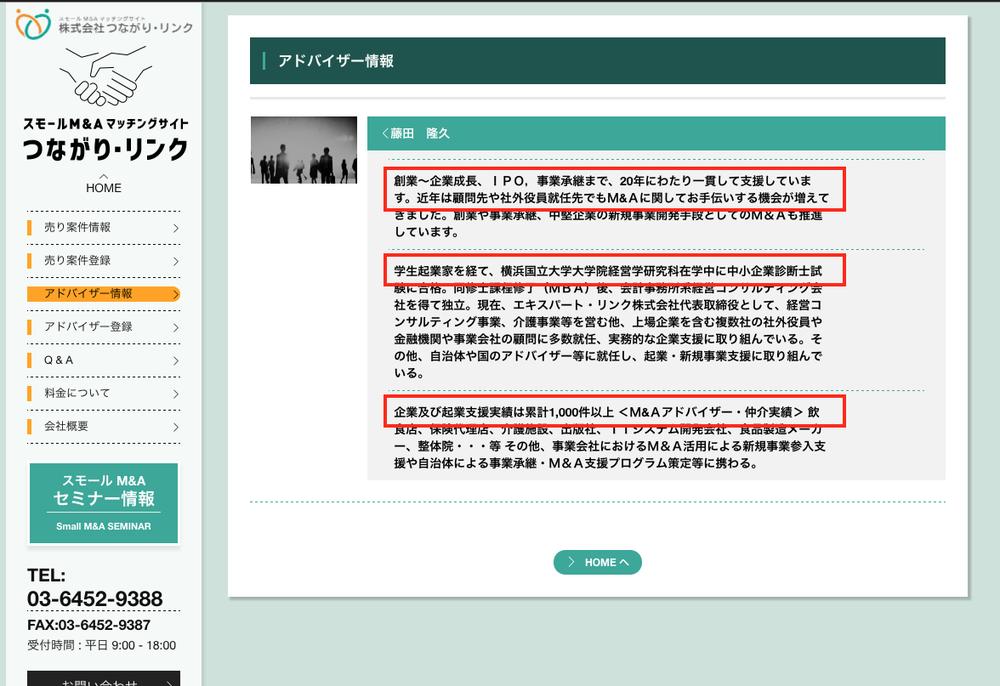 スモール M&A マッチングサイト
株式会社つながり・リンク
スモールM&Aマッチングサイト
つながり・リンク
HOME
売り案件情報
売り案件登録
アドバイザー情報
アドバイザー登録
Q & A
料金について
会社概要
スモール M&A
セミナー情報
Small M&A SEMINAR
TEL:
03-6452-9388
FAX:03-6452-9387
受付時間 : 平日 9:00 - 18:00
お問い合わせ
アドバイザー情報
藤田 隆久
創業〜企業成長、ＩＰＯ，事業承継まで、20年にわたり一貫して支援していま
す。近年は顧問先や社外役員就任先でもM&Aに関してお手伝いする機会が増えて
きました。創業や事業承継、中堅企業の新規事業開発手段としてのM&Aも推進
しています。
学生起業家を経て、横浜国立大学大学院経営学研究科在学中に中小企業診断士試
験に合格。同修士課程修了（ＭＢＡ）後、会計事務所系経営コンサルティング会
社を得て独立。現在、エキスパート・リンク株式会社代表取締役として、経営コ
ンサルティング事業、介護事業等を営む他、上場企業を含む複数社の社外役員や
金融機関や事業会社の顧問に多数就任、実務的な企業支援に取り組んでいる。そ
の他、自治体や国のアドバイザー等に就任し、起業・新規事業支援に取り組んで
いる。
企業及び起業支援実績は累計1,000件以上 ＜M&Aアドバイザー・仲介実績＞ 飲
食店、保険代理店、介護施設、出版社、ＩＴシステム開発会社、食品製造メーカ
ー、整体院・・・等 その他、事業会社におけるM&A活用による新規事業参入支
援や自治体による事業承継・M&A支援プログラム策定等に携わる。
HOME へ